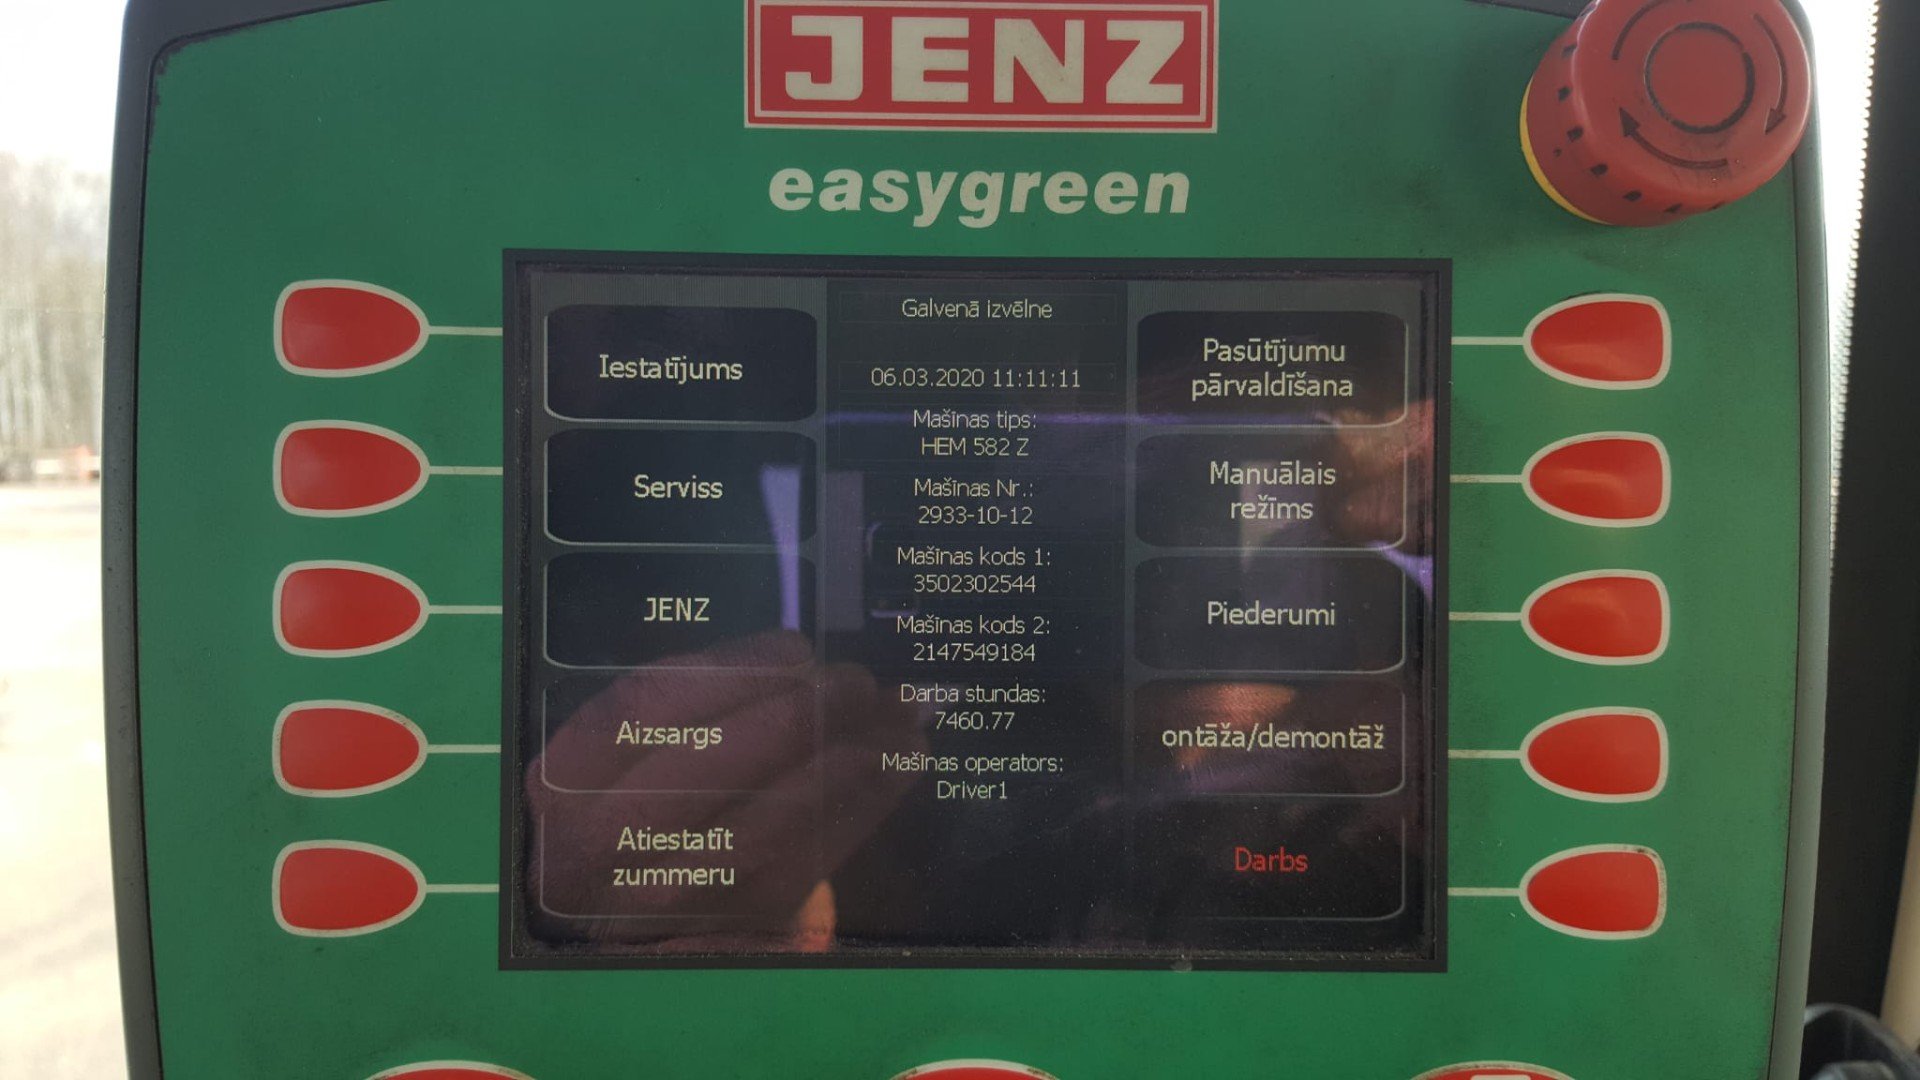 JENZ
easygreen
Galvenā izvēlne
06.03.2020 11:11:11
Mašīnas tips:
HEM 582 Z
Mašīnas Nr.:
2933-10-12
Mašīnas kods 1:
3502302544
Mašīnas kods 2:
2147549184
Darba stundas:
7460.77
Mašīnas operators:
Driver1
Iestatījums
Serviss
JENZ
Aizsargs
Atiestatīt
zummeru
Pasūtījumu
pārvaldīšana
Manuālais
režīms
Piederumi
ontāža/demontāž
Darbs